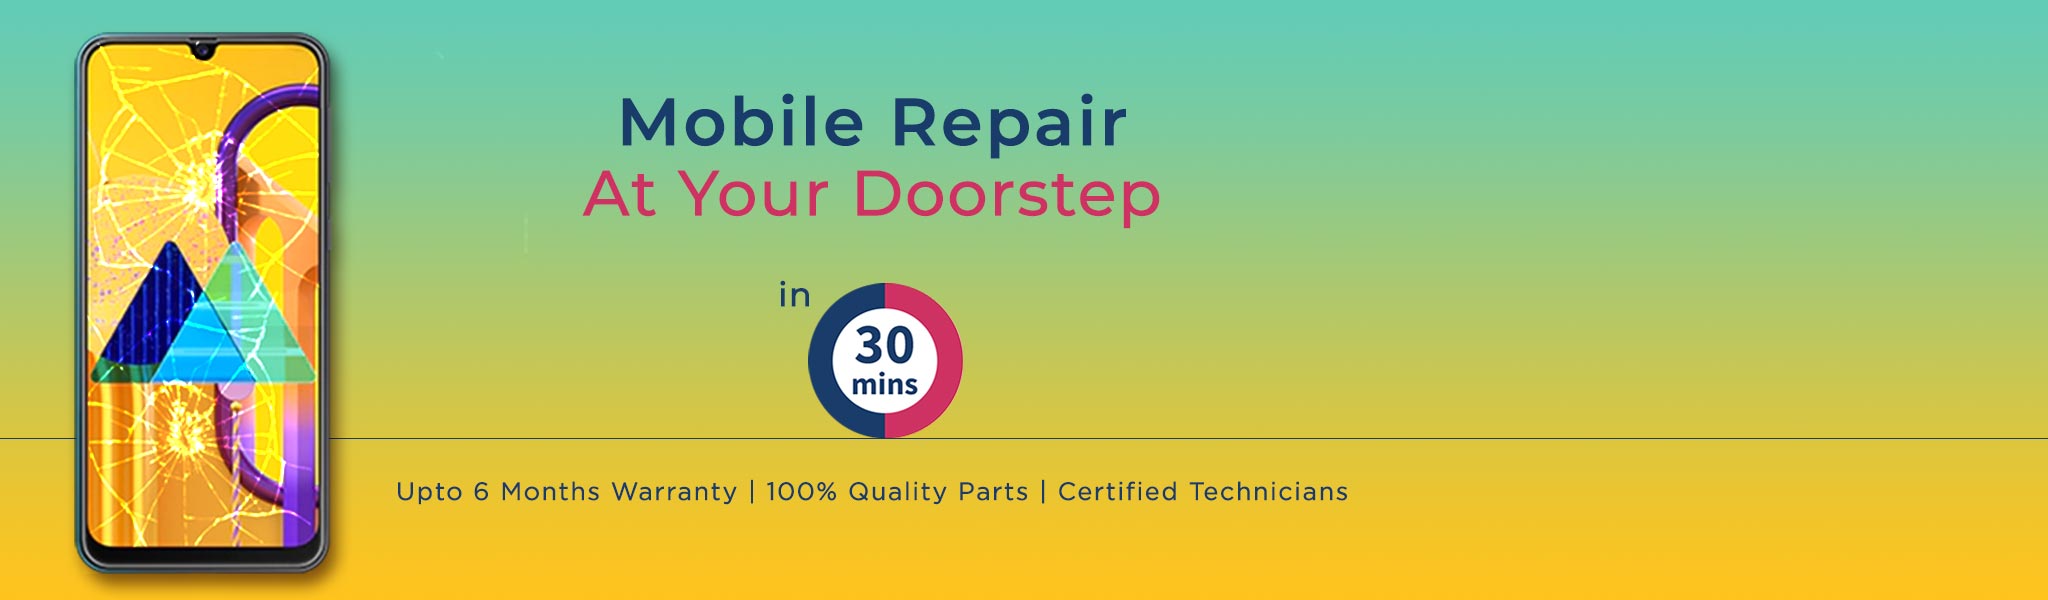 Mobile Repair
At Your Doorstep
in
30
mins
Upto 6 Months Warranty | 100% Quality Parts | Certified Technicians